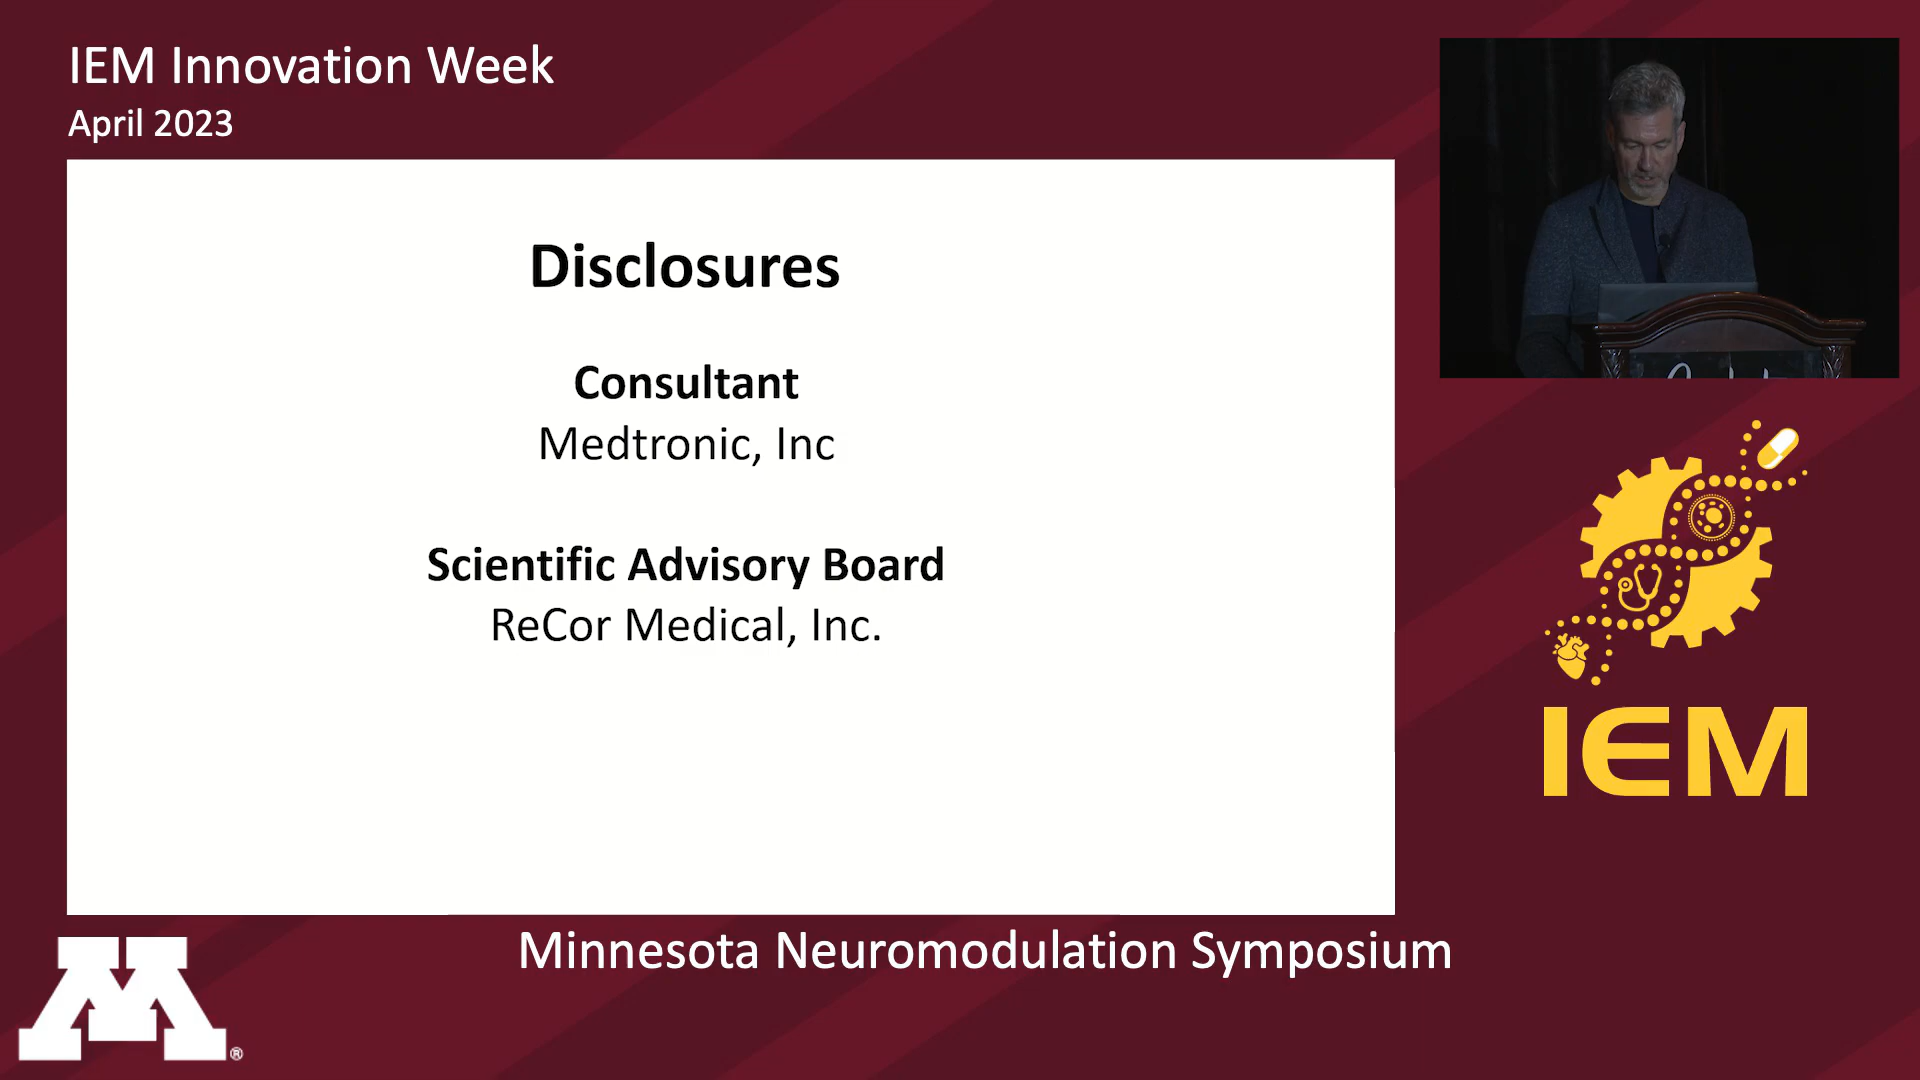 IEM Innovation Week
April 2023
Disclosures
Consultant
Medtronic, Inc
Scientific Advisory Board
ReCor Medical, Inc.
IEM
Minnesota Neuromodulation Symposium
M®